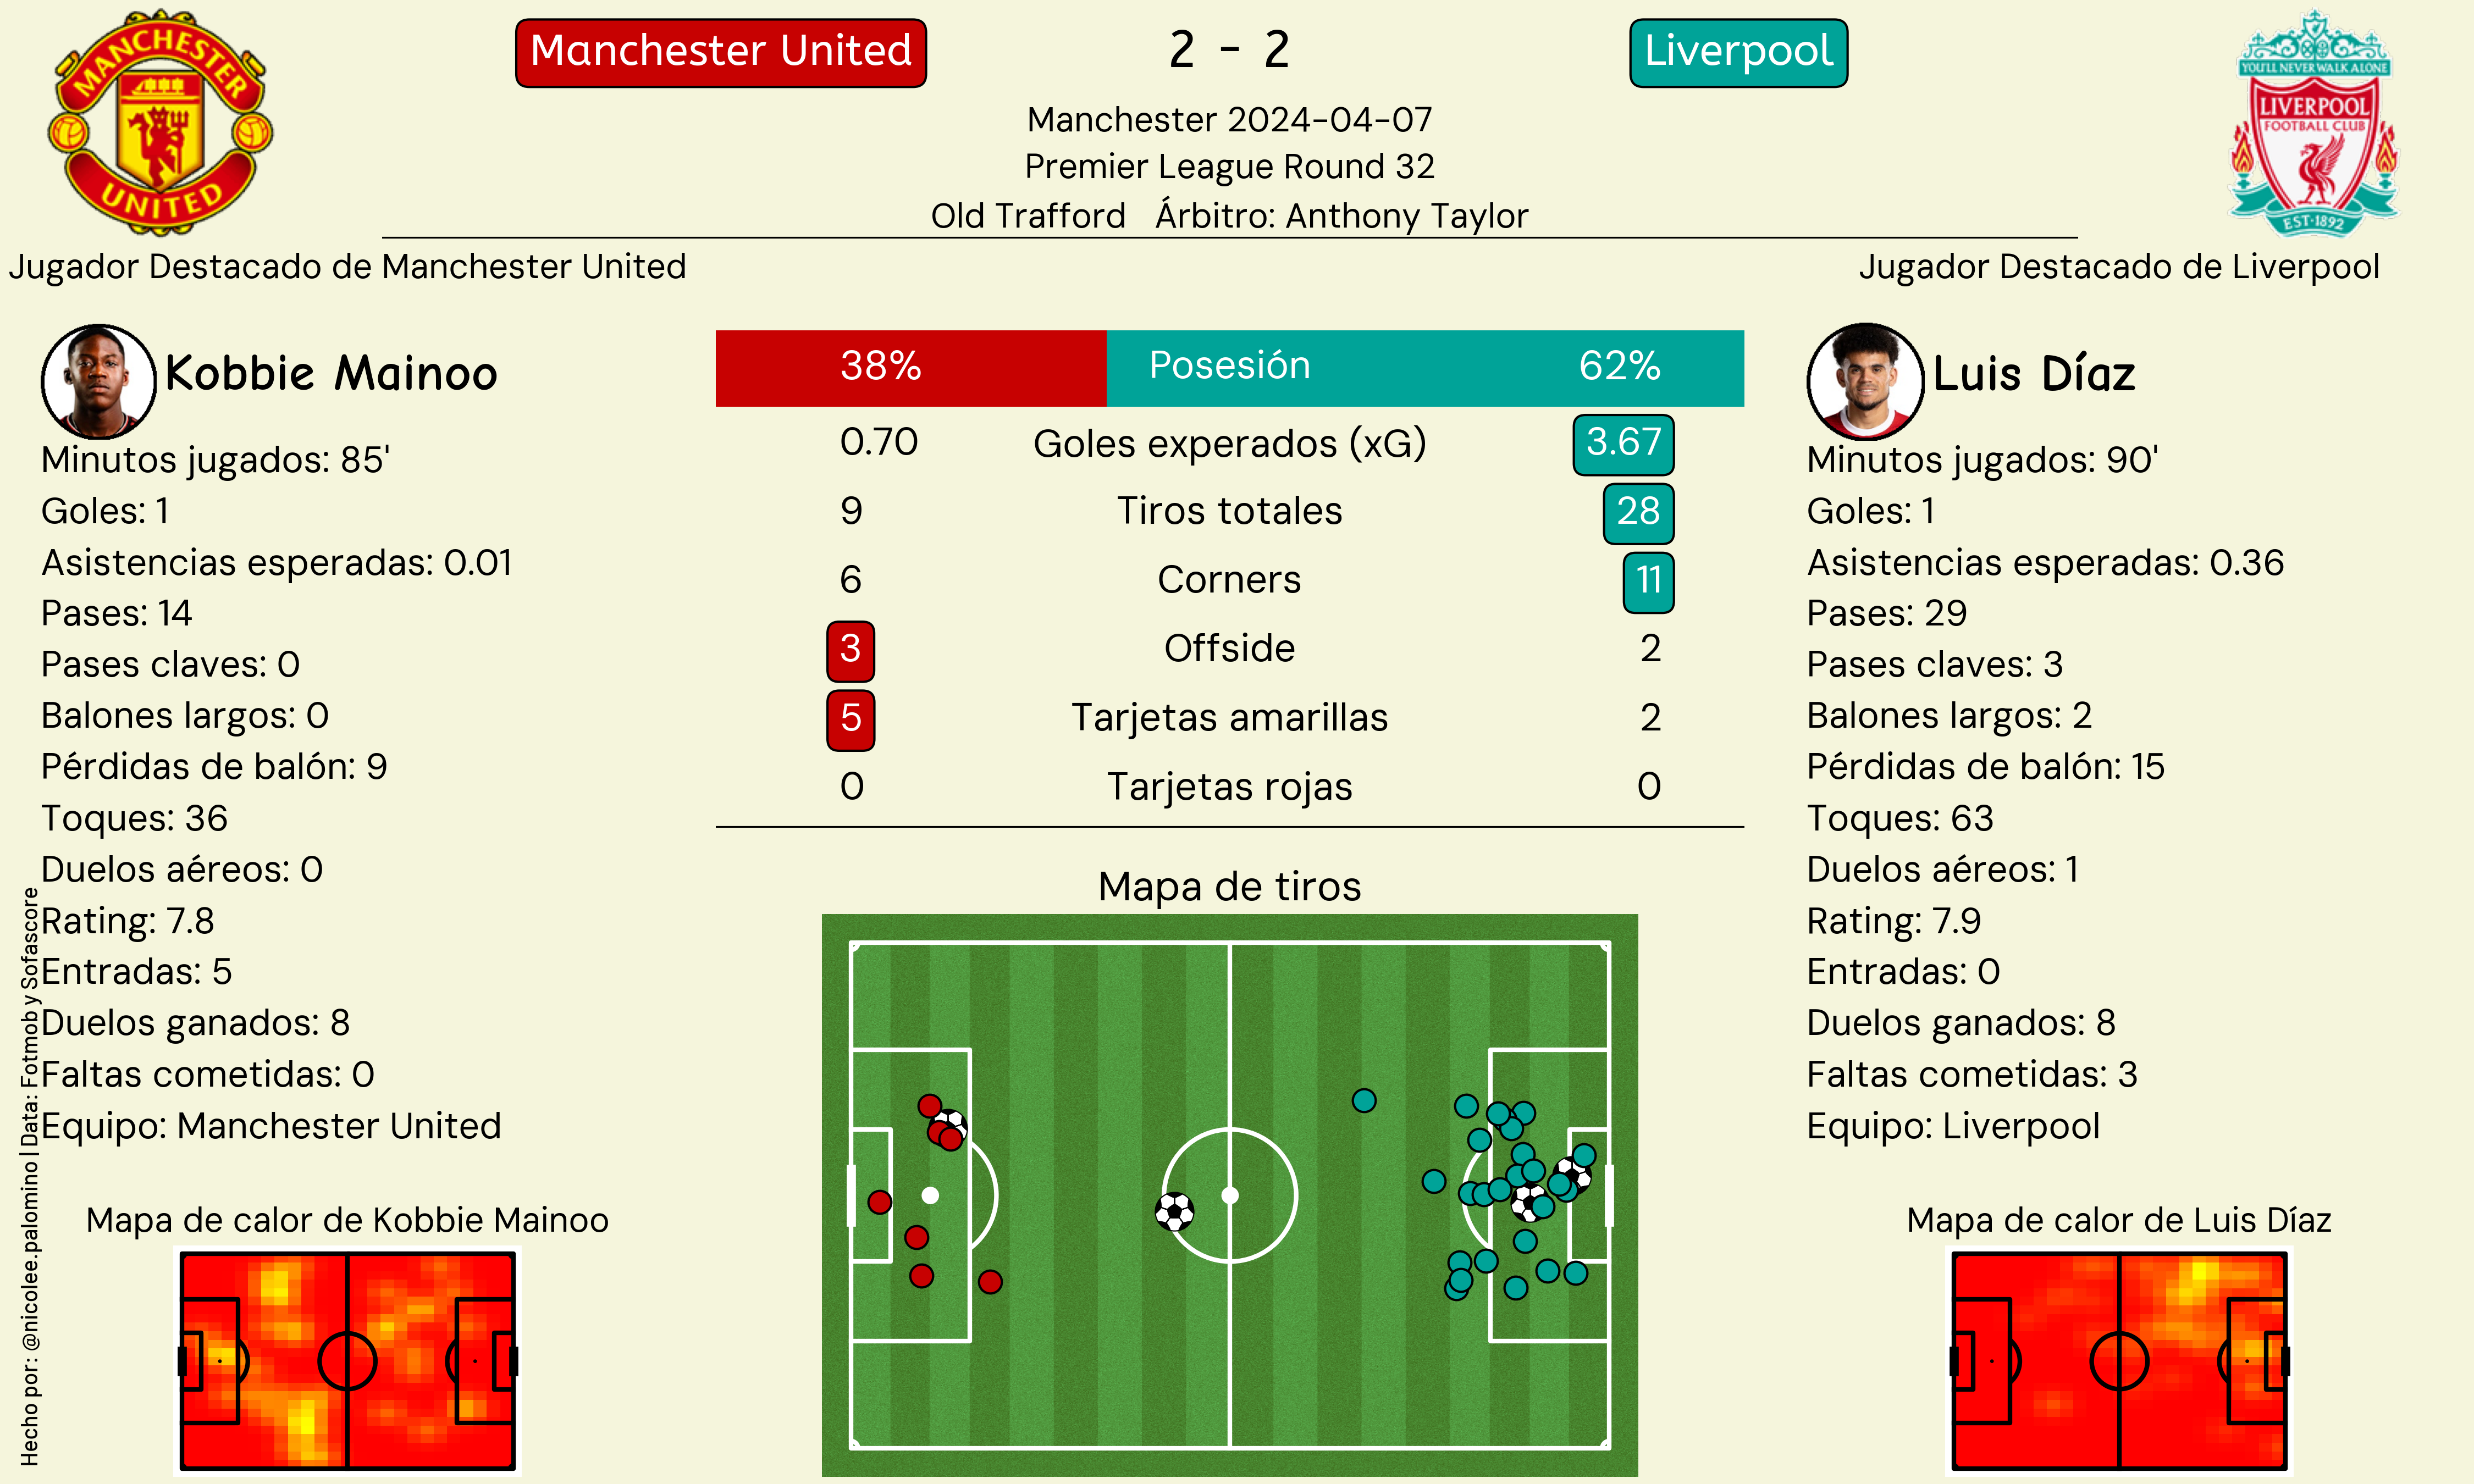 MANCHESTER
UNITED
Manchester United
2 - 2
Liverpool
YOU'LL NEVER WALK ALONE
LIVERPOOL
FOOTBALL CLUB
EST·1892
Manchester 2024-04-07
Premier League Round 32
Old Trafford Árbitro: Anthony Taylor
Jugador Destacado de Manchester United
Kobbie Mainoo
Minutos jugados: 85'
Goles: 1
Asistencias esperadas: 0.01
Pases: 14
Pases claves: 0
Balones largos: 0
Pérdidas de balón: 9
Toques: 36
Duelos aéreos: 0
Rating: 7.8
Entradas: 5
Duelos ganados: 8
Faltas cometidas: 0
Equipo: Manchester United
Mapa de calor de Kobbie Mainoo
38% Posesión 62%
0.70 Goles experados (xG) 3.67
9 Tiros totales 28
6 Corners 11
3 Offside 2
5 Tarjetas amarillas 2
0 Tarjetas rojas 0
Mapa de tiros
Jugador Destacado de Liverpool
Luis Díaz
Minutos jugados: 90'
Goles: 1
Asistencias esperadas: 0.36
Pases: 29
Pases claves: 3
Balones largos: 2
Pérdidas de balón: 15
Toques: 63
Duelos aéreos: 1
Rating: 7.9
Entradas: 0
Duelos ganados: 8
Faltas cometidas: 3
Equipo: Liverpool
Mapa de calor de Luis Díaz
Hecho por: @nicolee.palomino | Data: Fotmob y Sofascore